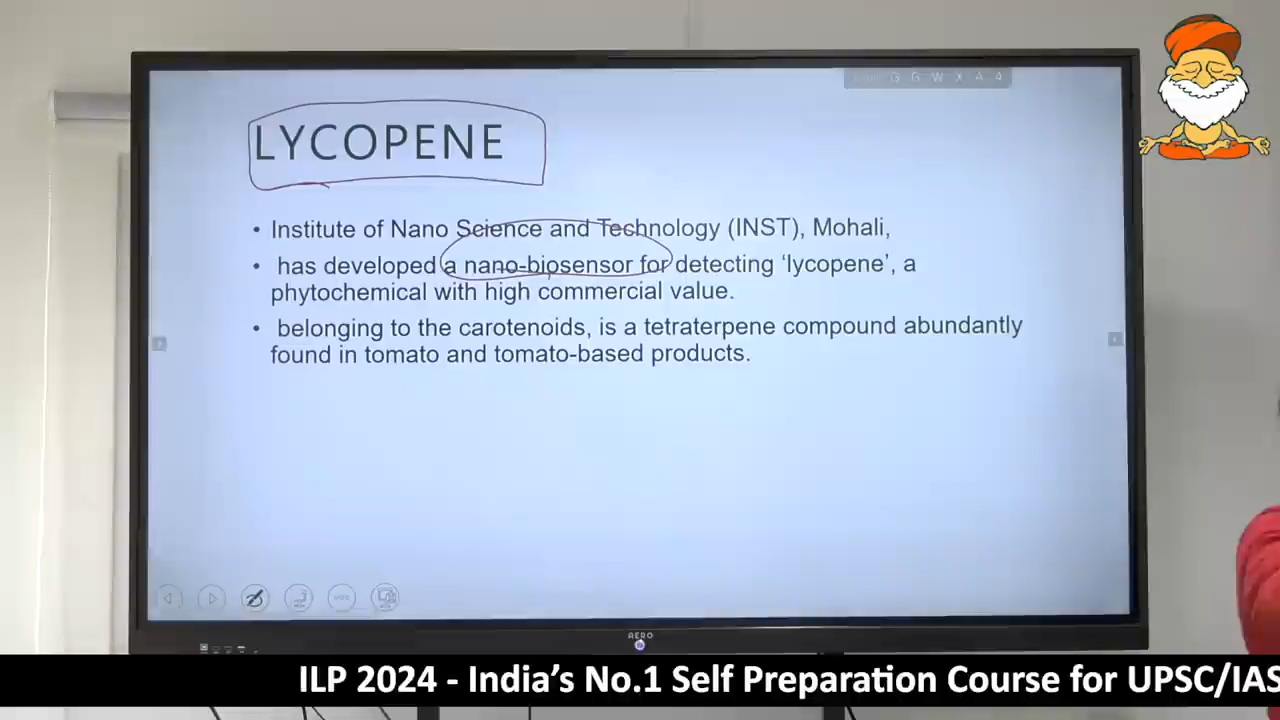 LYCOPENE
• Institute of Nano Science and Technology (INST), Mohali,
• has developed a nano-biosensor for detecting ‘lycopene’, a
phytochemical with high commercial value.
• belonging to the carotenoids, is a tetraterpene compound abundantly
found in tomato and tomato-based products.
AERO
ILP 2024 - India’s No.1 Self Preparation Course for UPSC/IAS